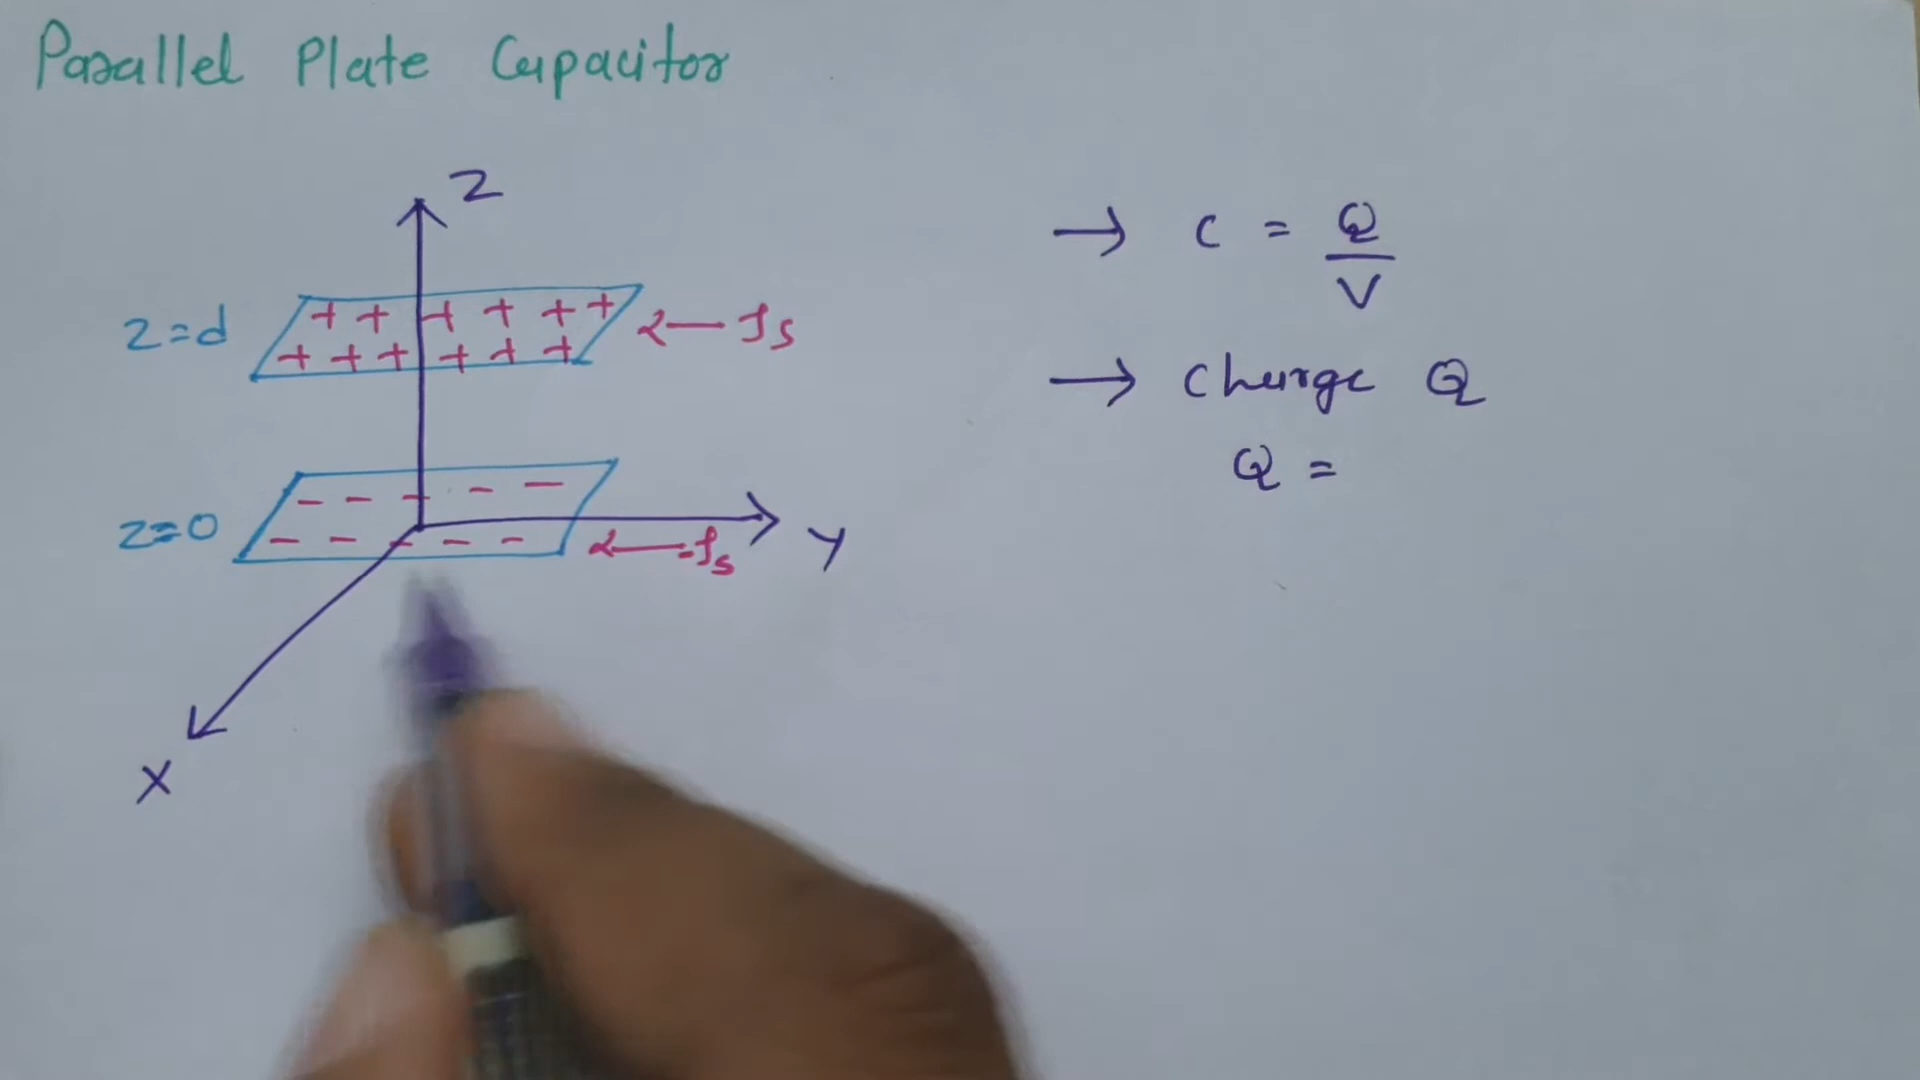 Parallel Plate Capacitor
Z
z=d
+ + + + + +
+ + + + + +
← ρs
z=0
− − − − −
− − − − −
← -ρs
Y
X
→ C = Q/V
→ Charge Q
Q =